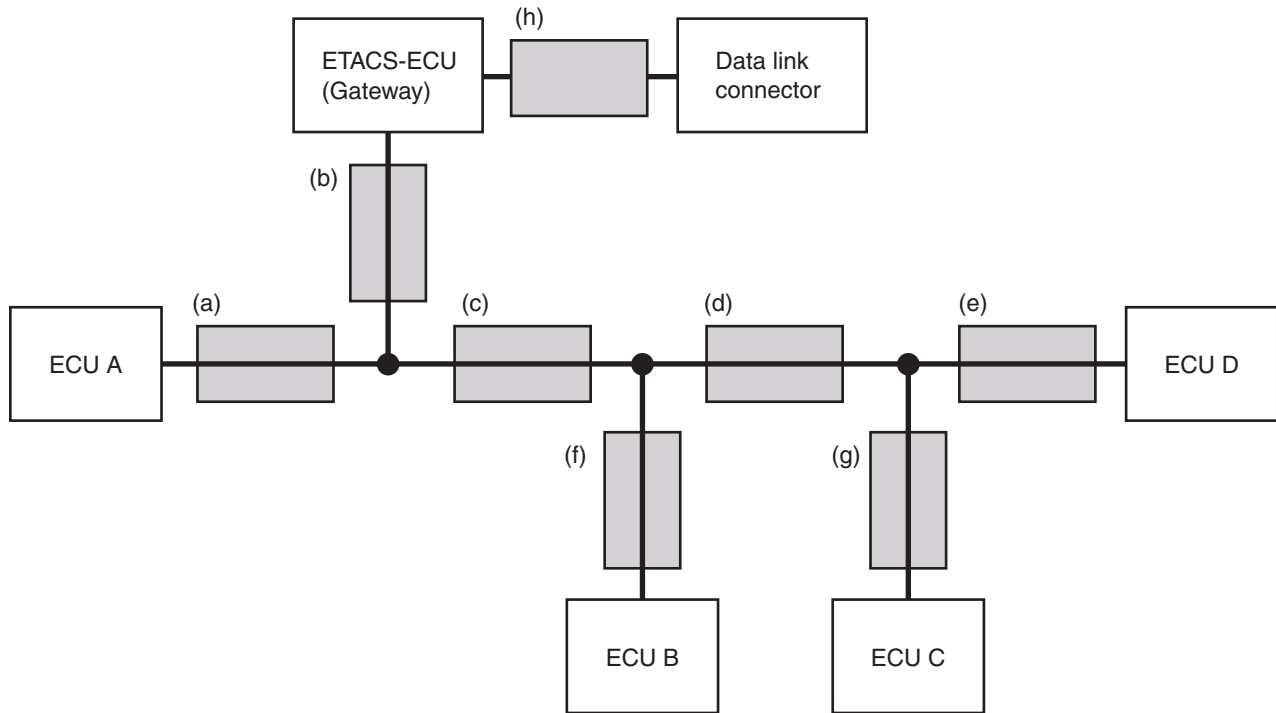 (h)
ETACS-ECU
(Gateway)
Data link
connector
(b)
(a)
(c)
(d)
(e)
ECU A
ECU D
(f)
(g)
ECU B
ECU C